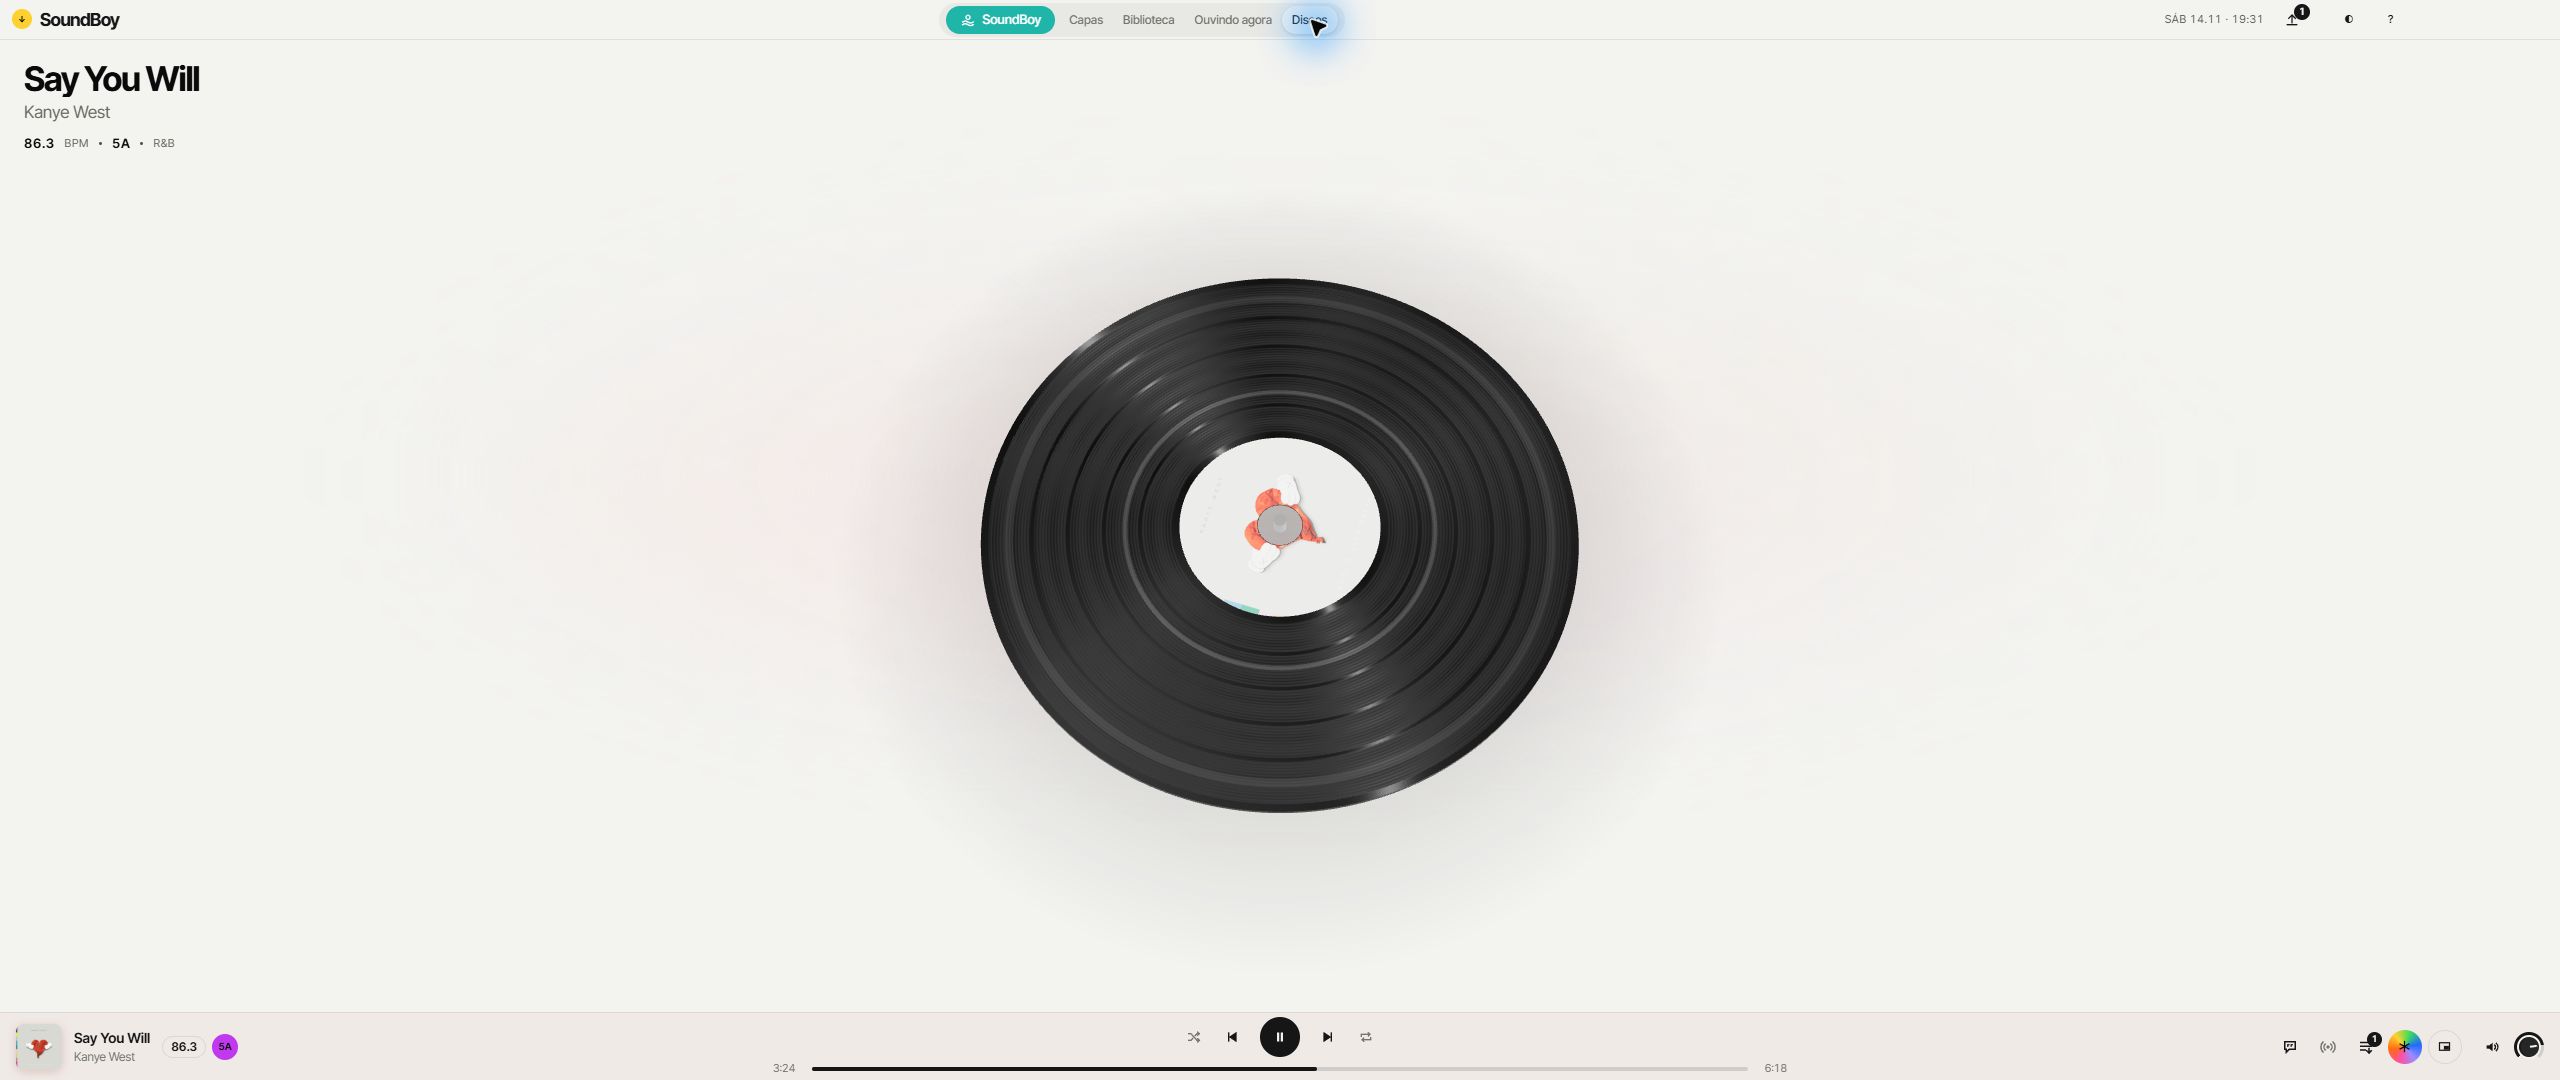 SoundBoy
SoundBoy Capas Biblioteca Ouvindo agora Discos
SÁB 14.11 · 19:31
1
?
Say You Will
Kanye West
86.3 BPM • 5A • R&B
Say You Will
Kanye West
86.3 5A
3:24
6:18
1